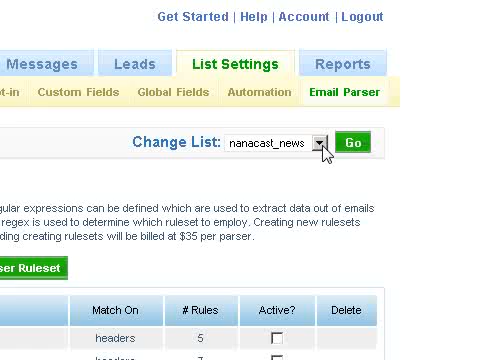 Get Started | Help | Account | Logout
Messages Leads List Settings Reports
t-in Custom Fields Global Fields Automation Email Parser
Change List: nanacast_news Go
gular expressions can be defined which are used to extract data out of emails
regex is used to determine which ruleset to employ. Creating new rulesets
ding creating rulesets will be billed at $35 per parser.
ser Ruleset
Match On # Rules Active? Delete
headers 5